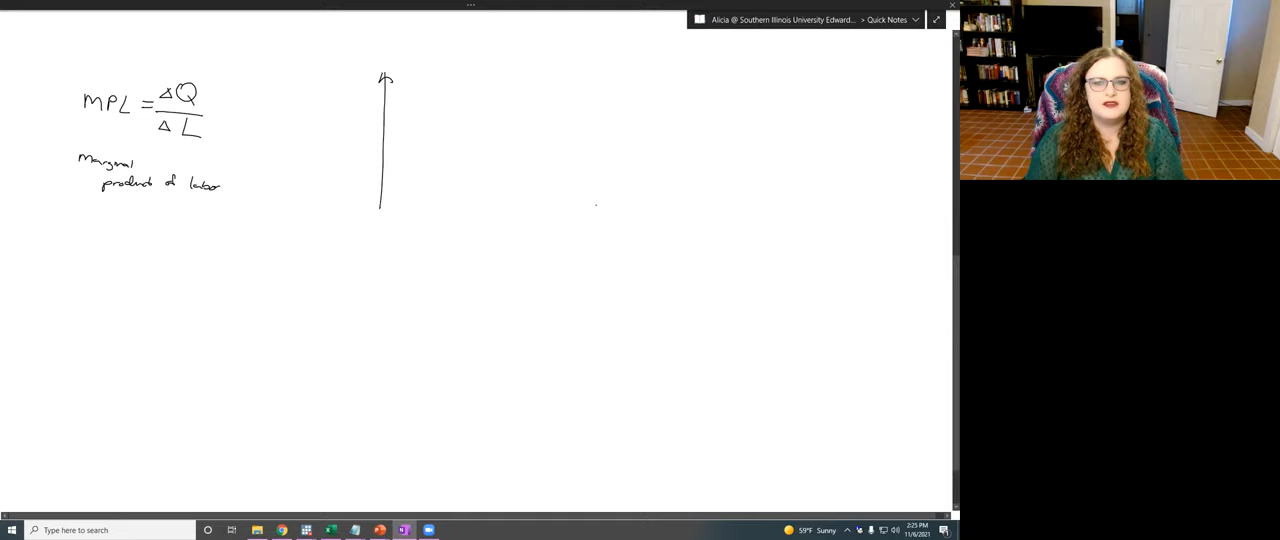 Alicia @ Southern Illinois University Edward... > Quick Notes
MPL = ΔQ
ΔL
Marginal
product of labor
Type here to search
59°F Sunny
2:25 PM
11/6/2021